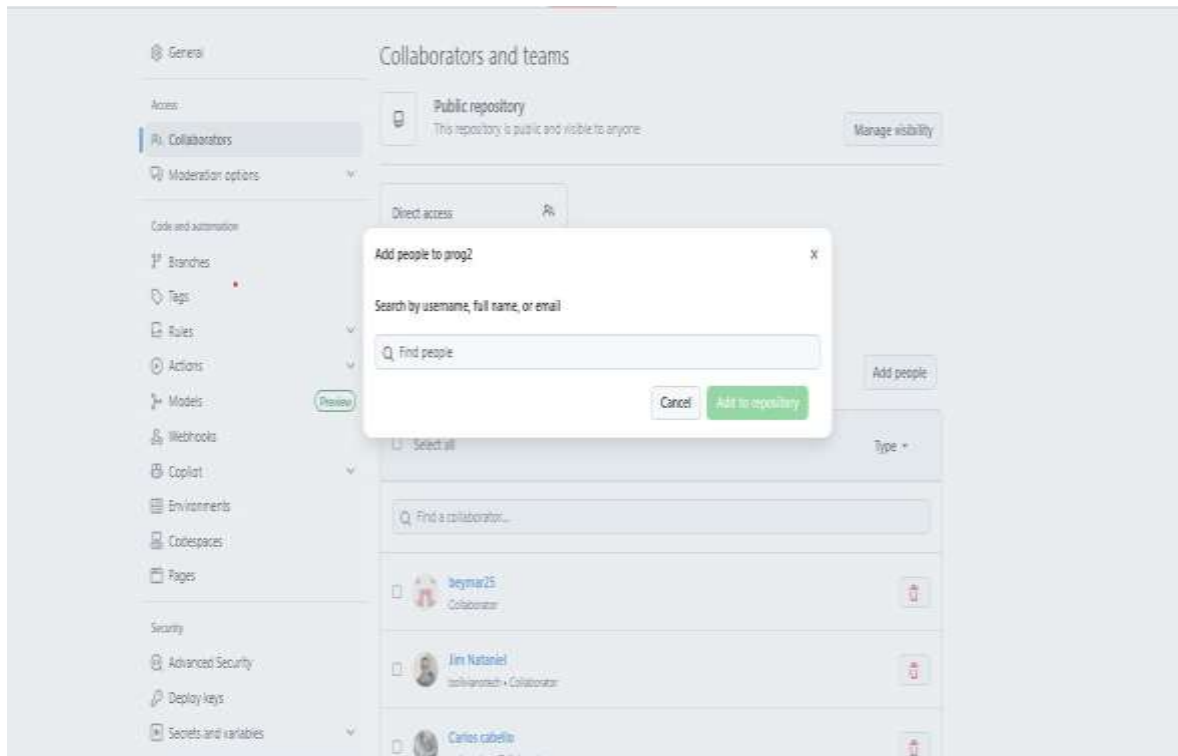 General
Access
Collaborators
Moderation options
Code and automation
Branches
Tags
Rules
Actions
Models
Preview
Webhooks
Copilot
Environments
Codespaces
Pages
Security
Advanced Security
Deploy keys
Secrets and variables
Collaborators and teams
Public repository
This repository is public and visible to anyone
Manage visibility
Direct access
Add people to prog2
x
Search by username, full name, or email
Find people
Cancel
Add to repository
Add people
Select all
Type
Find a collaborator...
beymar25
Collaborator
Jim Nataniel
• Collaborator
Carlos cabello